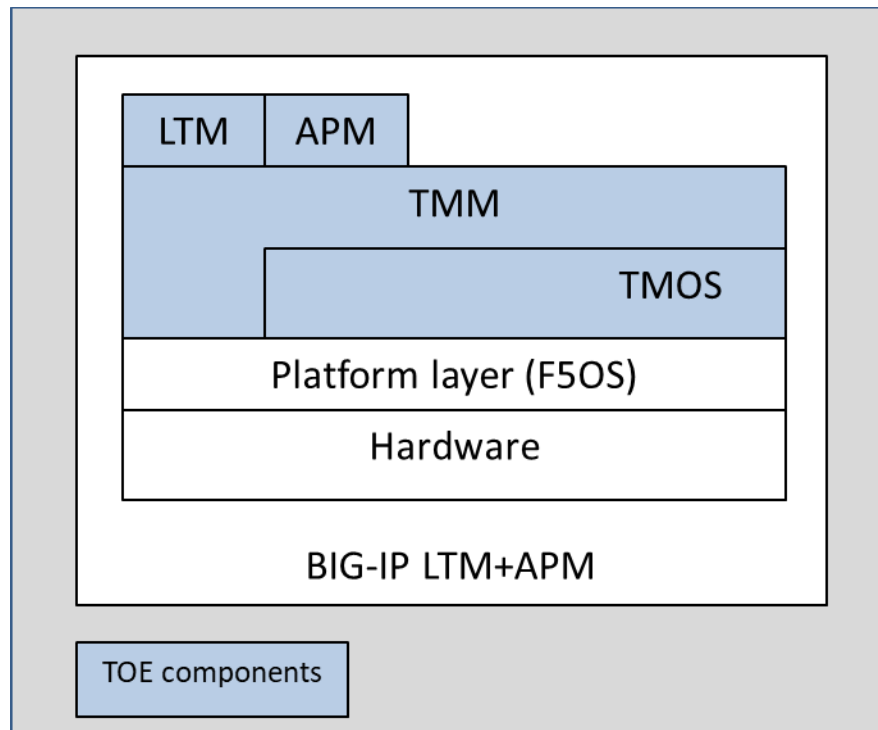 LTM APM
TMM
TMOS
Platform layer (F5OS)
Hardware
BIG-IP LTM+APM
TOE components